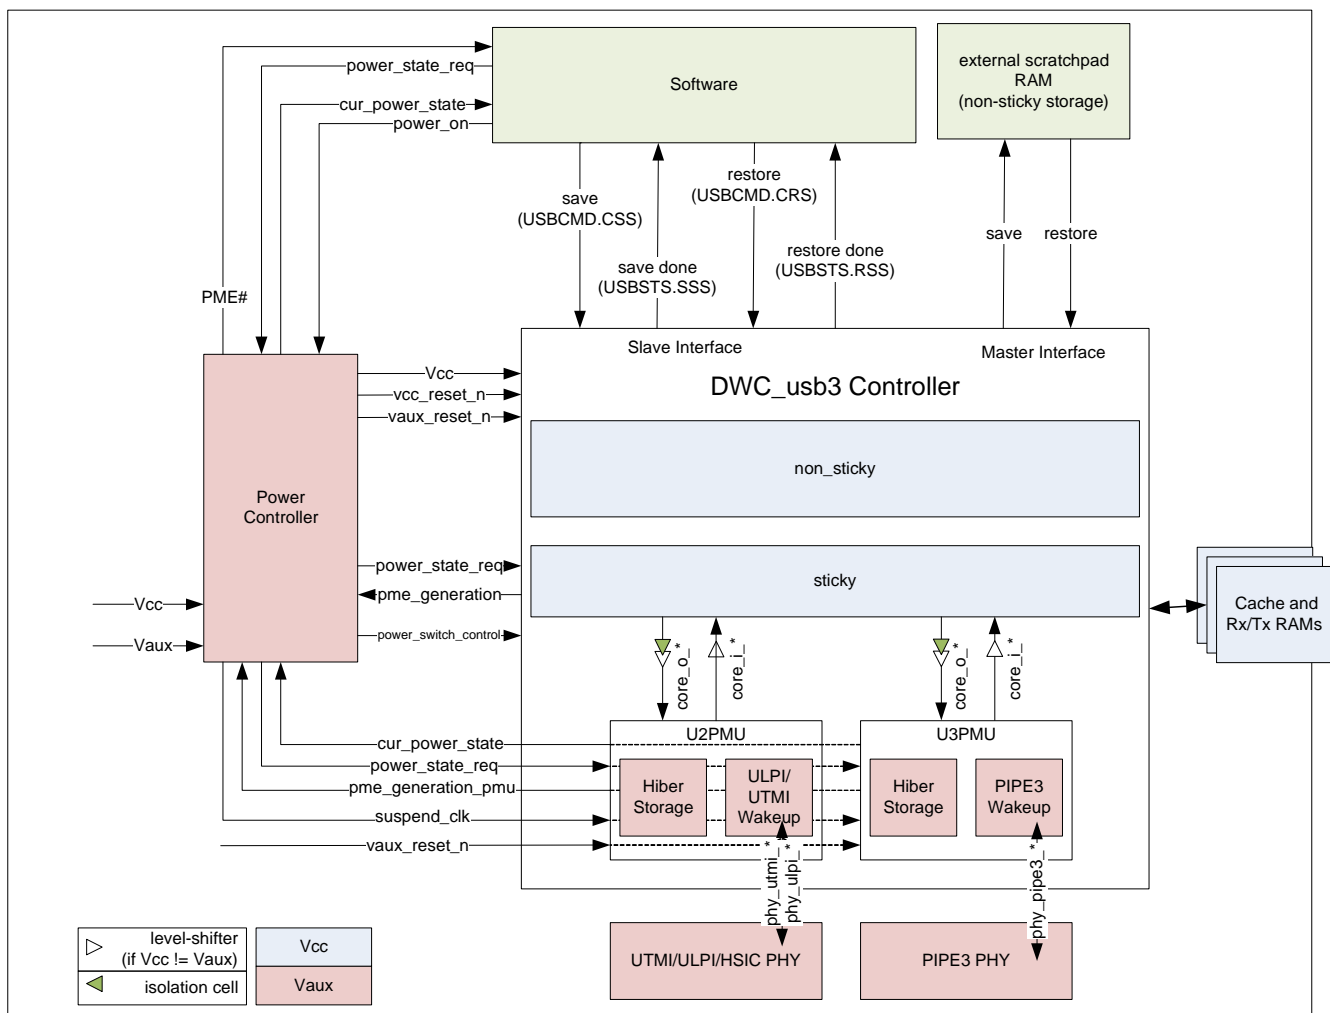 power_state_req
cur_power_state
power_on
Software
external scratchpad
RAM
(non-sticky storage)
save
(USBCMD.CSS)
save done
(USBSTS.SSS)
restore
(USBCMD.CRS)
restore done
(USBSTS.RSS)
save
restore
PME#
Slave Interface
Master Interface
DWC_usb3 Controller
Vcc
vcc_reset_n
vaux_reset_n
non_sticky
Power
Controller
power_state_req
pme_generation
power_switch_control
sticky
Vcc
Vaux
Cache and
Rx/Tx RAMs
core_o_*
core_i_*
core_o_*
core_i_*
U2PMU
U3PMU
cur_power_state
power_state_req
pme_generation_pmu
suspend_clk
vaux_reset_n
Hiber
Storage
ULPI/
UTMI
Wakeup
Hiber
Storage
PIPE3
Wakeup
phy_utmi_*
phy_ulpi_*
phy_pipe3_*
UTMI/ULPI/HSIC PHY
PIPE3 PHY
level-shifter
(if Vcc != Vaux)
isolation cell
Vcc
Vaux